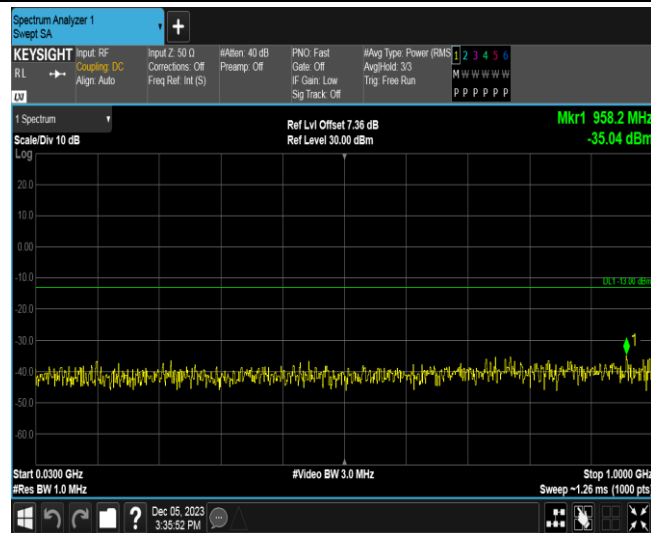 Spectrum Analyzer 1
Swept SA
+
KEYSIGHT
RL
LXI
Input: RF
Coupling: DC
Align: Auto
Input Z: 50 Ω
Corrections: Off
Freq Ref: Int (S)
#Atten: 40 dB
Preamp: Off
PNO: Fast
Gate: Off
IF Gain: Low
Sig Track: Off
#Avg Type: Power (RMS
Avg|Hold: 3/3
Trig: Free Run
1 2 3 4 5 6
M W W W W W
P P P P P P
1 Spectrum
Scale/Div 10 dB
Log
Ref Lvl Offset 7.36 dB
Ref Level 30.00 dBm
Mkr1 958.2 MHz
-35.04 dBm
20.0
10.0
0.00
-10.0
DL1 -13.00 dBm
-20.0
-30.0
1
-40.0
-50.0
-60.0
Start 0.0300 GHz
#Res BW 1.0 MHz
#Video BW 3.0 MHz
Stop 1.0000 GHz
Sweep ~1.26 ms (1000 pts)
?
Dec 05, 2023
3:35:52 PM